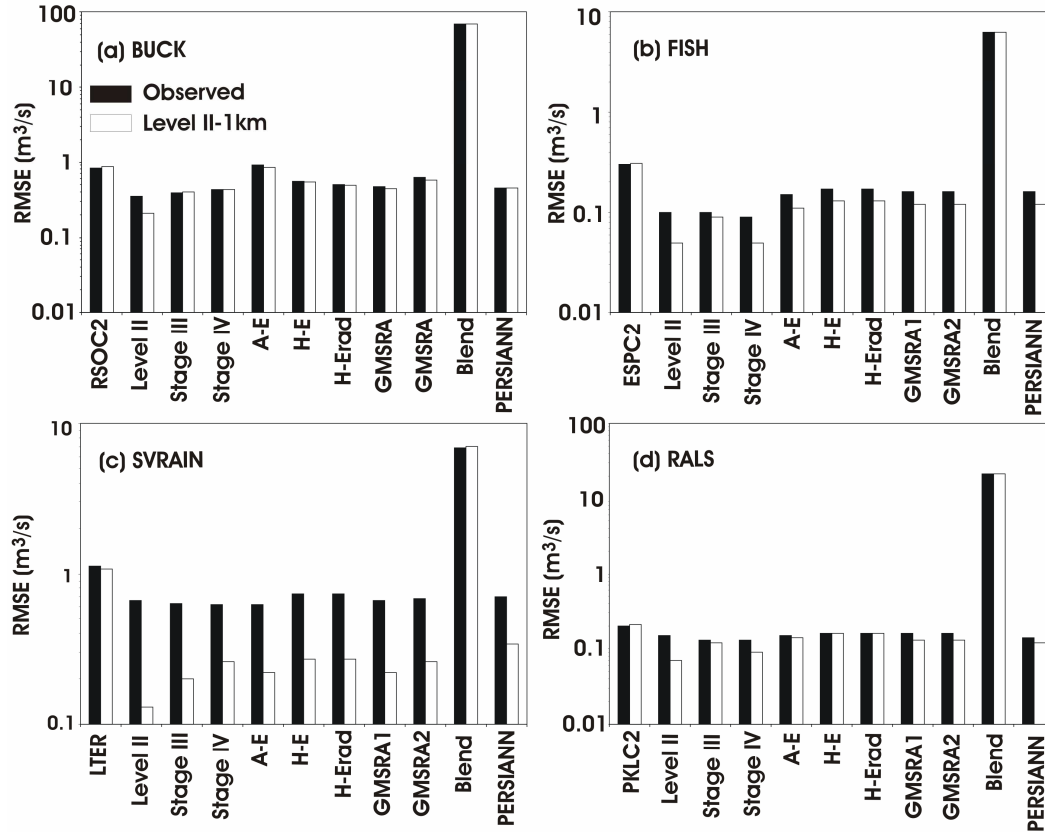 100
10
1
0.1
0.01
RMSE (m3/s)
(a) BUCK
Observed
Level II-1km
RSOC2
Level II
Stage III
Stage IV
A-E
H-E
H-Erad
GMSRA
GMSRA
Blend
PERSIANN
10
1
0.1
0.01
RMSE (m3/s)
(b) FISH
ESPC2
Level II
Stage III
Stage IV
A-E
H-E
H-Erad
GMSRA1
GMSRA2
Blend
PERSIANN
10
1
0.1
RMSE (m3/s)
(c) SVRAIN
LTER
Level II
Stage III
Stage IV
A-E
H-E
H-Erad
GMSRA1
GMSRA2
Blend
PERSIANN
100
10
1
0.1
0.01
RMSE (m3/s)
(d) RALS
PKLC2
Level II
Stage III
Stage IV
A-E
H-E
H-Erad
GMSRA1
GMSRA2
Blend
PERSIANN